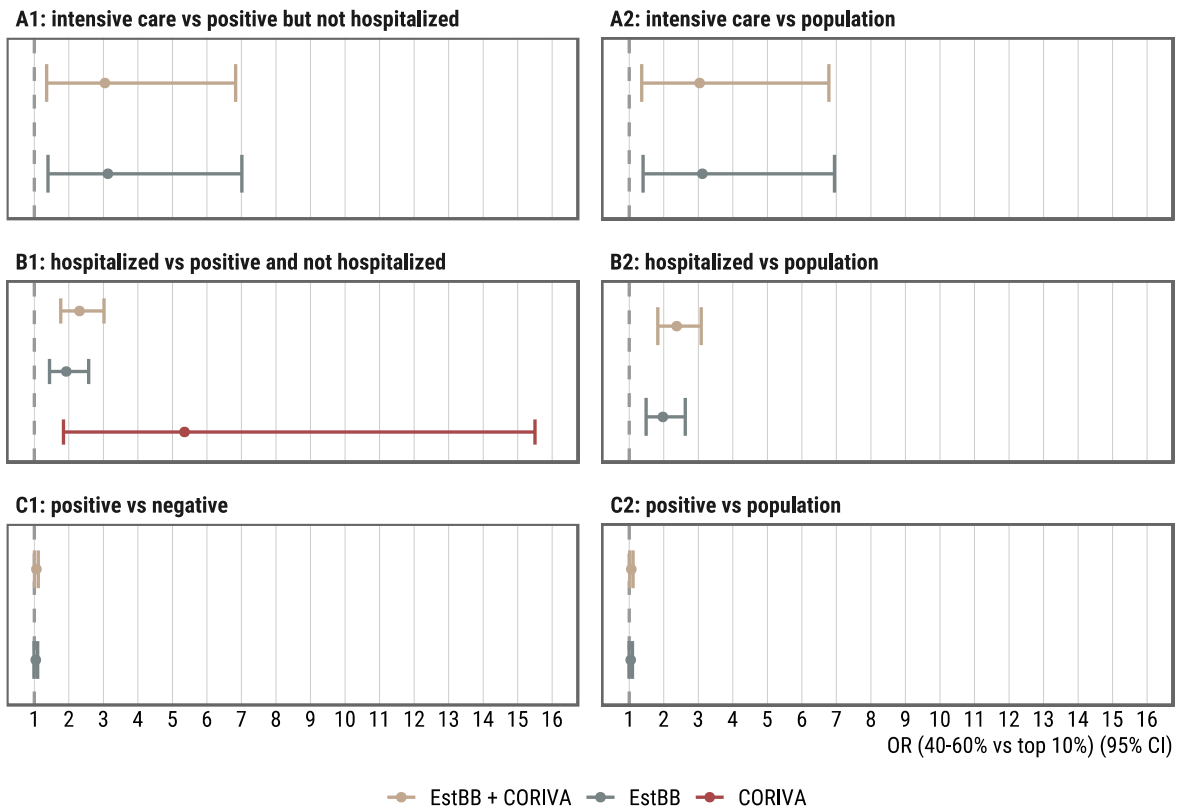 A1: intensive care vs positive but not hospitalized
A2: intensive care vs population
B1: hospitalized vs positive and not hospitalized
B2: hospitalized vs population
C1: positive vs negative
C2: positive vs population
1 2 3 4 5 6 7 8 9 10 11 12 13 14 15 16
1 2 3 4 5 6 7 8 9 10 11 12 13 14 15 16
OR (40-60% vs top 10%) (95% CI)
EstBB + CORIVA EstBB CORIVA